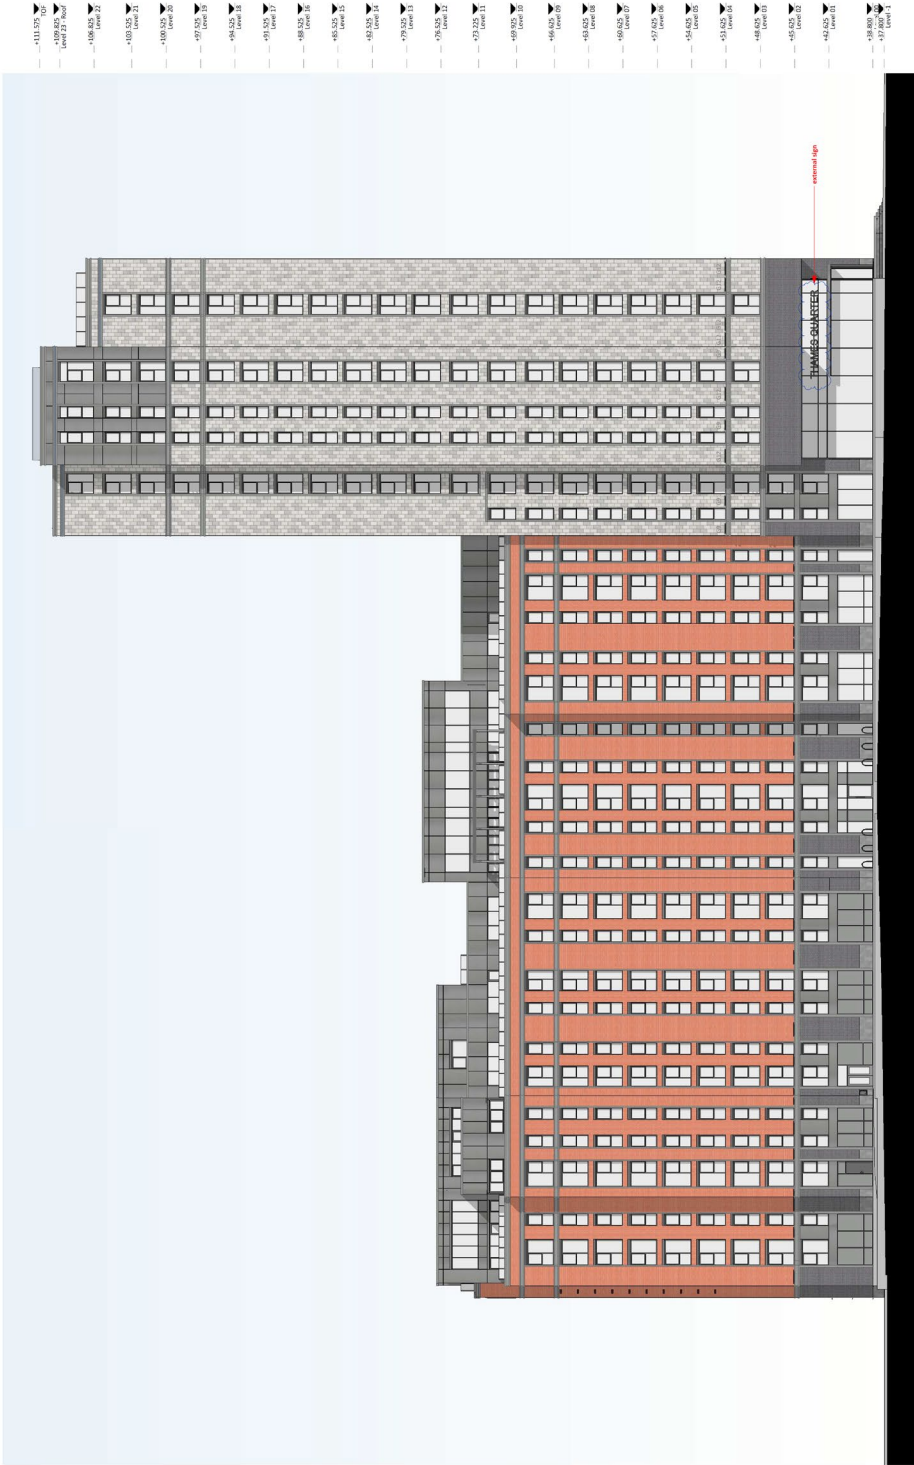 +111.575
TOF
+109.825
Level 23 - Roof
+106.825
Level 22
+103.525
Level 21
+100.525
Level 20
+97.525
Level 19
+94.525
Level 18
+91.525
Level 17
+88.525
Level 16
+85.525
Level 15
+82.525
Level 14
+79.525
Level 13
+76.525
Level 12
+73.225
Level 11
+69.925
Level 10
+66.625
Level 09
+63.625
Level 08
+60.625
Level 07
+57.625
Level 06
+54.625
Level 05
+51.625
Level 04
+48.625
Level 03
+45.625
Level 02
+42.625
Level 01
+38.800
+37.800
Level -1
external sign
THAMES QUARTER